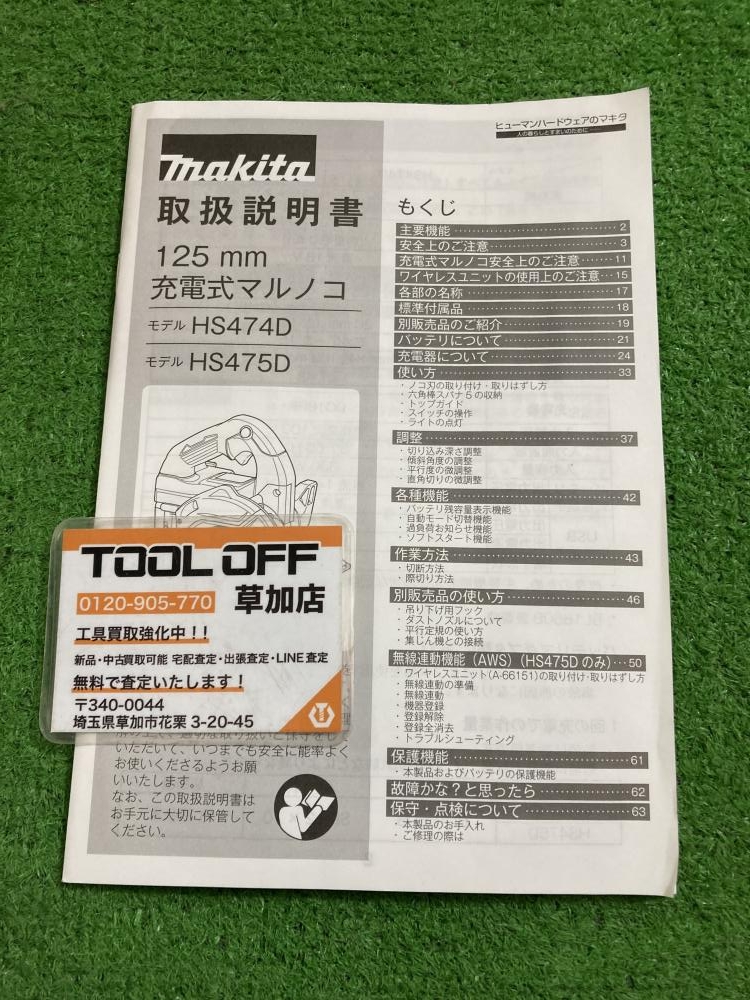 makita
取扱説明書
125 mm
充電式マルノコ
モデル HS474D
モデル HS475D
TOOL OFF
0120-905-770 草加店
工具買取強化中!!
新品・中古買取可能 宅配査定・出張査定・LINE査定
無料で査定いたします!
〒340-0044
埼玉県草加市花栗 3-20-45
いただいて、いつまでも安全に能率よく
お使いくださるようお願
いいたします。
なお、この取扱説明書は
お手元に大切に保管して
ください。
ヒューマンハードウェアのマキタ
人の暮らしとすまいのために
もくじ
主要機能 2
安全上のご注意 3
充電式マルノコ安全上のご注意 11
ワイヤレスユニットの使用上のご注意 15
各部の名称 17
標準付属品 18
別販売品のご紹介 19
バッテリについて 21
充電器について 24
使い方 33
・ノコ刃の取り付け・取りはずし方
・六角棒スパナ5の収納
・トップガイド
・スイッチの操作
・ライトの点灯
調整 37
・切り込み深さ調整
・傾斜角度の調整
・平行度の微調整
・直角切りの微調整
各種機能 42
・バッテリ残容量表示機能
・自動モード切替機能
・過負荷お知らせ機能
・ソフトスタート機能
作業方法 43
・切断方法
・際切り方法
別販売品の使い方 46
・吊り下げ用フック
・ダストノズルについて
・平行定規の使い方
・集じん機との接続
無線連動機能(AWS)(HS475Dのみ) 50
・ワイヤレスユニット(A-66151)の取り付け・取りはずし方
・無線連動の準備
・無線連動
・機器登録
・登録解除
・登録全消去
・トラブルシューティング
保護機能 61
・本製品およびバッテリの保護機能
故障かな?と思ったら 62
保守・点検について 63
・本製品のお手入れ
・ご修理の際は